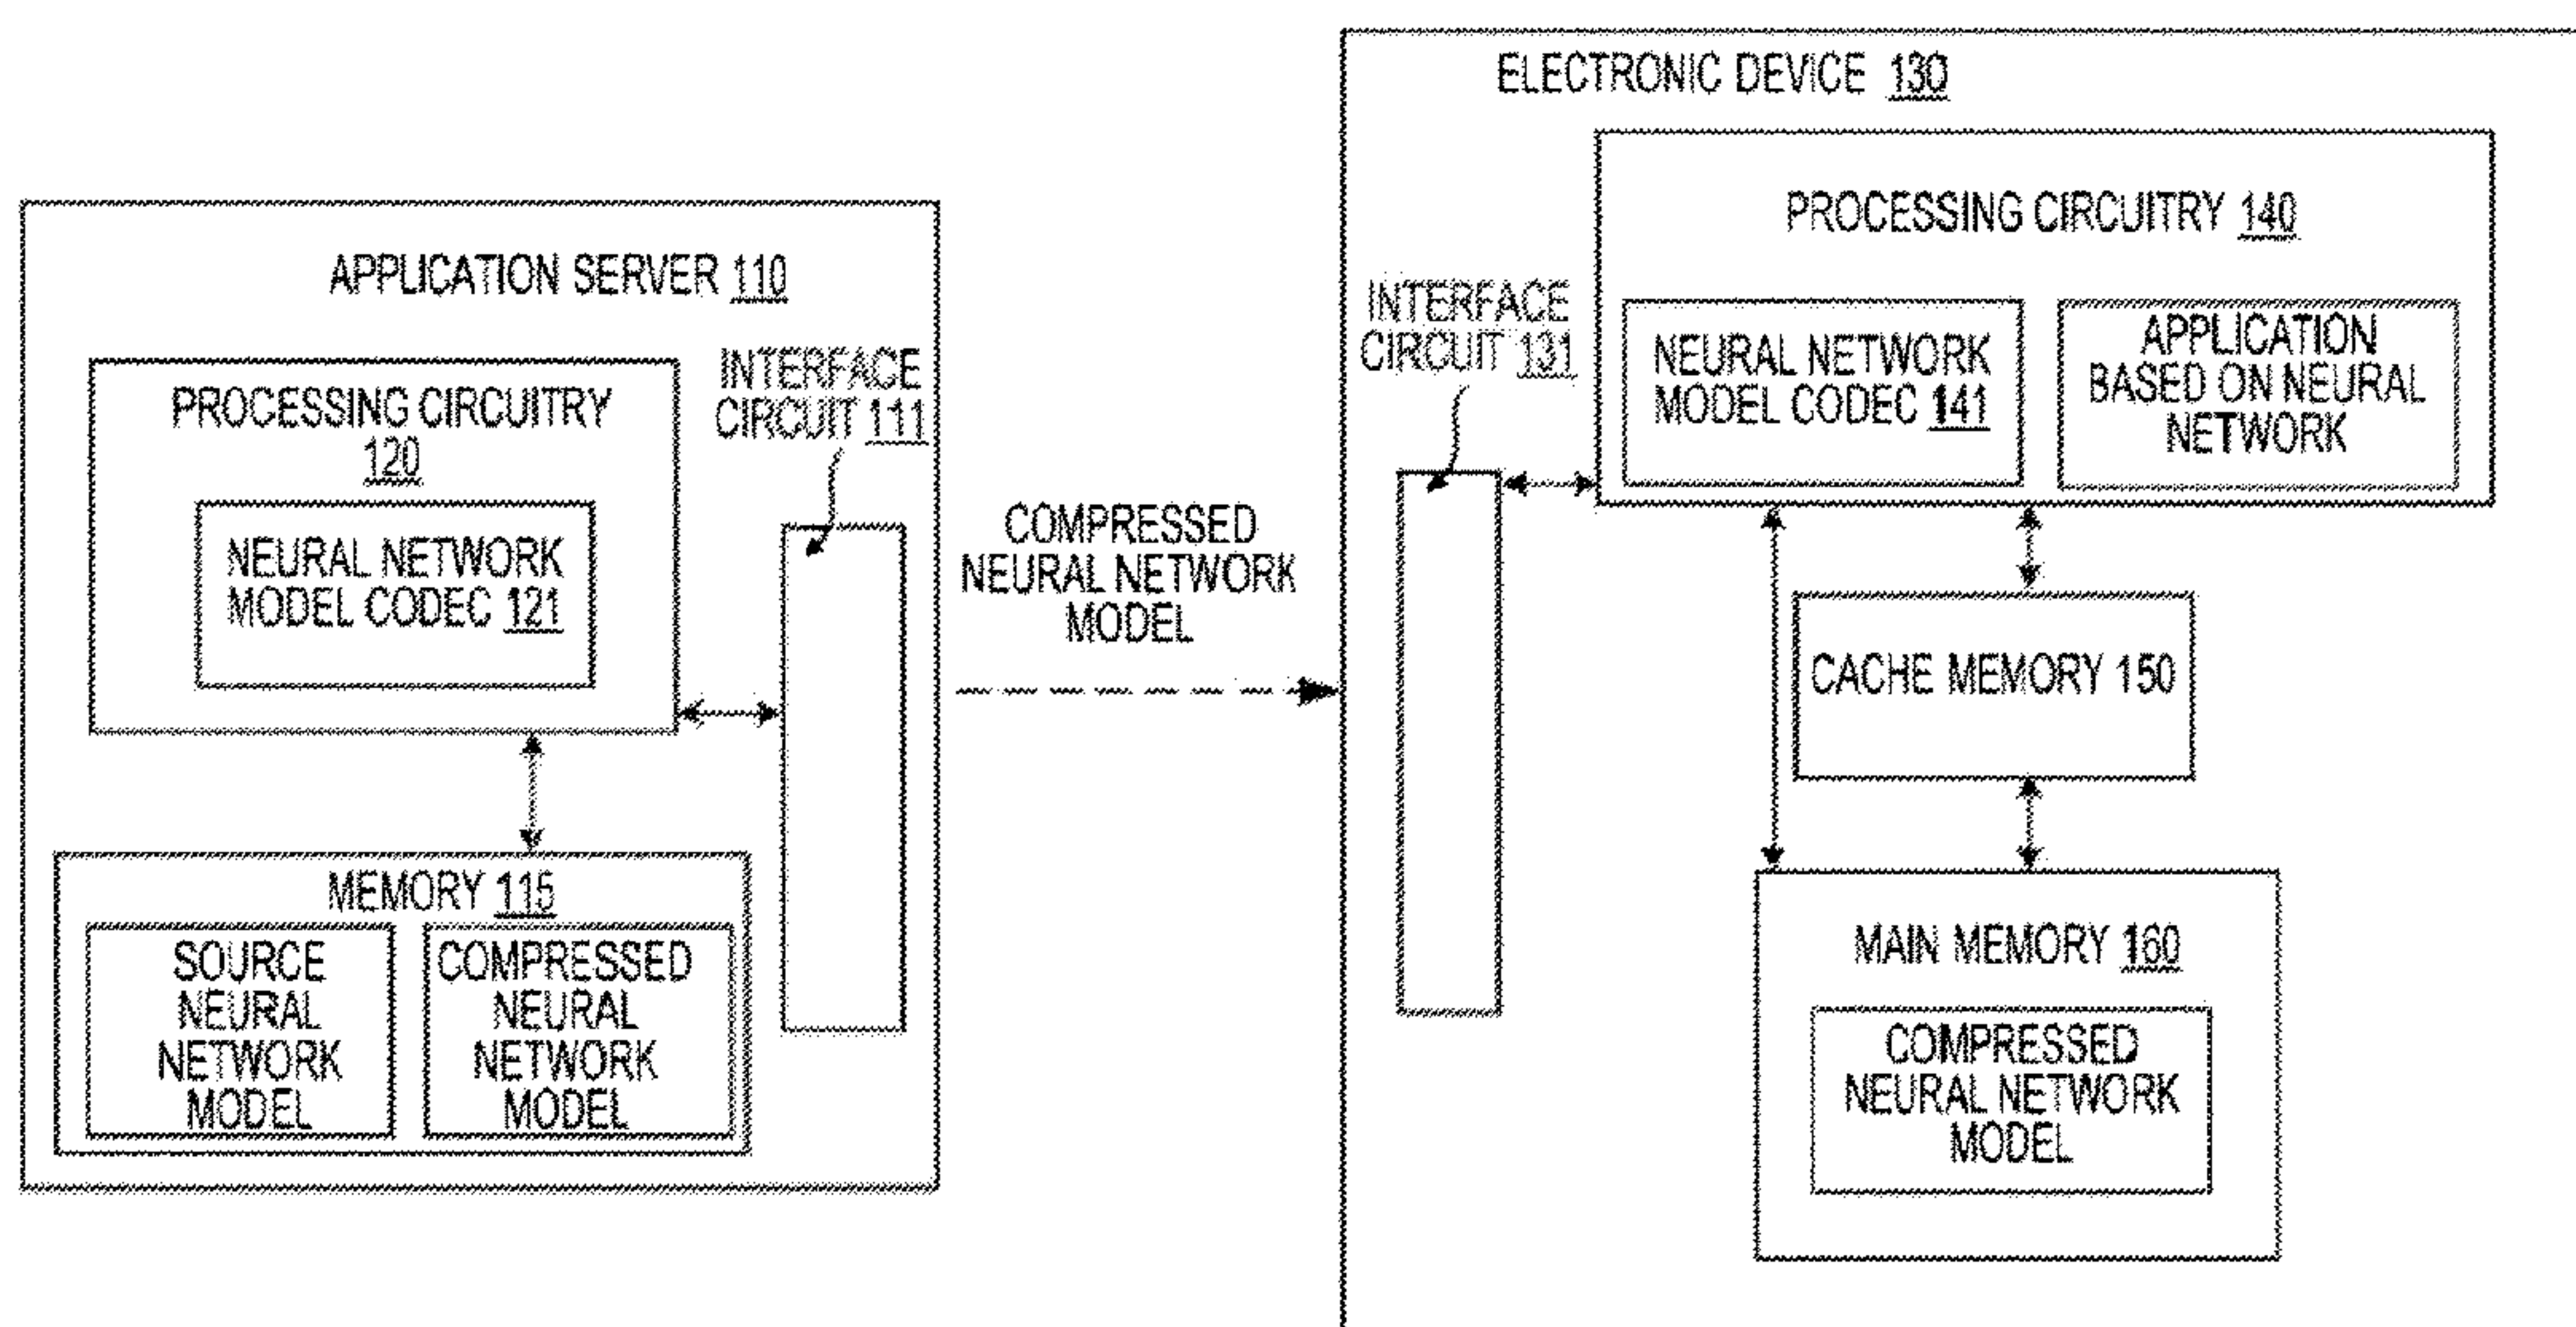 APPLICATION SERVER 110
PROCESSING CIRCUITRY
120
NEURAL NETWORK
MODEL CODEC 121
INTERFACE
CIRCUIT 111
MEMORY 115
SOURCE
NEURAL
NETWORK
MODEL
COMPRESSED
NEURAL
NETWORK
MODEL
COMPRESSED
NEURAL NETWORK
MODEL
ELECTRONIC DEVICE 130
INTERFACE
CIRCUIT 131
PROCESSING CIRCUITRY 140
NEURAL NETWORK
MODEL CODEC 141
APPLICATION
BASED ON NEURAL
NETWORK
CACHE MEMORY 150
MAIN MEMORY 160
COMPRESSED
NEURAL NETWORK
MODEL